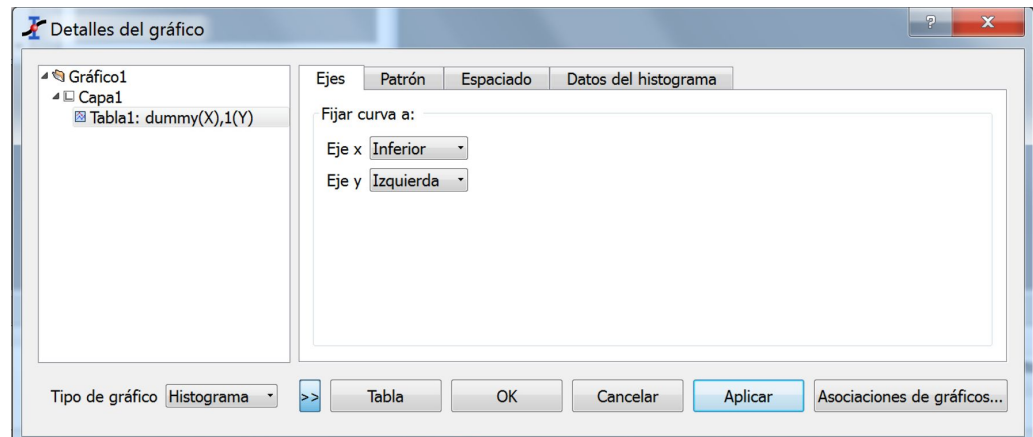 Detalles del gráfico
? x
Gráfico1
Capa1
Tabla1: dummy(X),1(Y)
Ejes Patrón Espaciado Datos del histograma
Fijar curva a:
Eje x Inferior
Eje y Izquierda
Tipo de gráfico Histograma >> Tabla OK Cancelar Aplicar Asociaciones de gráficos...